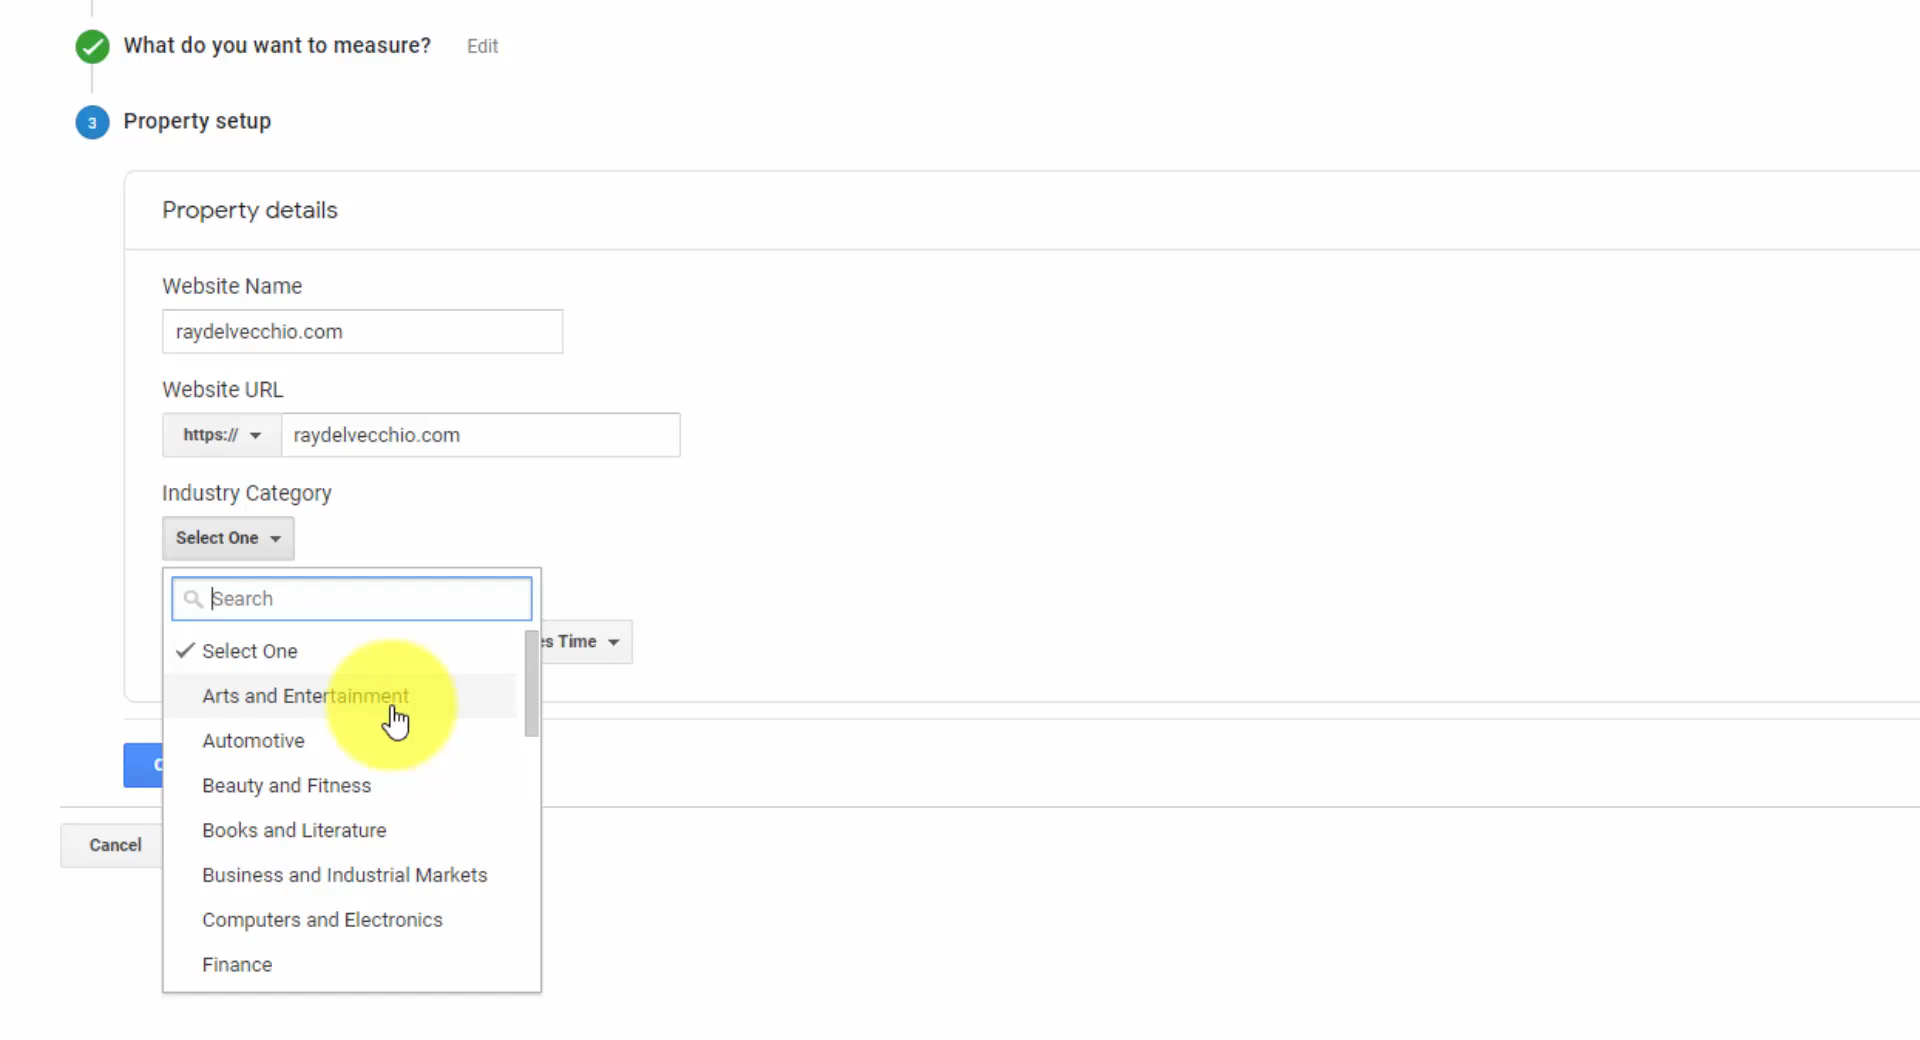 What do you want to measure? Edit
3 Property setup
Property details
Website Name
raydelvecchio.com
Website URL
https:// raydelvecchio.com
Industry Category
Select One
Search
Select One
es Time
Arts and Entertainment
Automotive
Beauty and Fitness
Books and Literature
Cancel
Business and Industrial Markets
Computers and Electronics
Finance